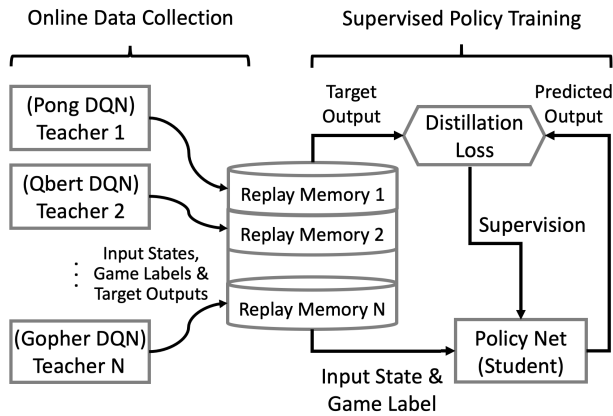 Online Data Collection
Supervised Policy Training
(Pong DQN)
Teacher 1
(Qbert DQN)
Teacher 2
Input States,
Game Labels &
Target Outputs
(Gopher DQN)
Teacher N
Replay Memory 1
Replay Memory 2
Replay Memory N
Target
Output
Distillation
Loss
Predicted
Output
Supervision
Policy Net
(Student)
Input State &
Game Label